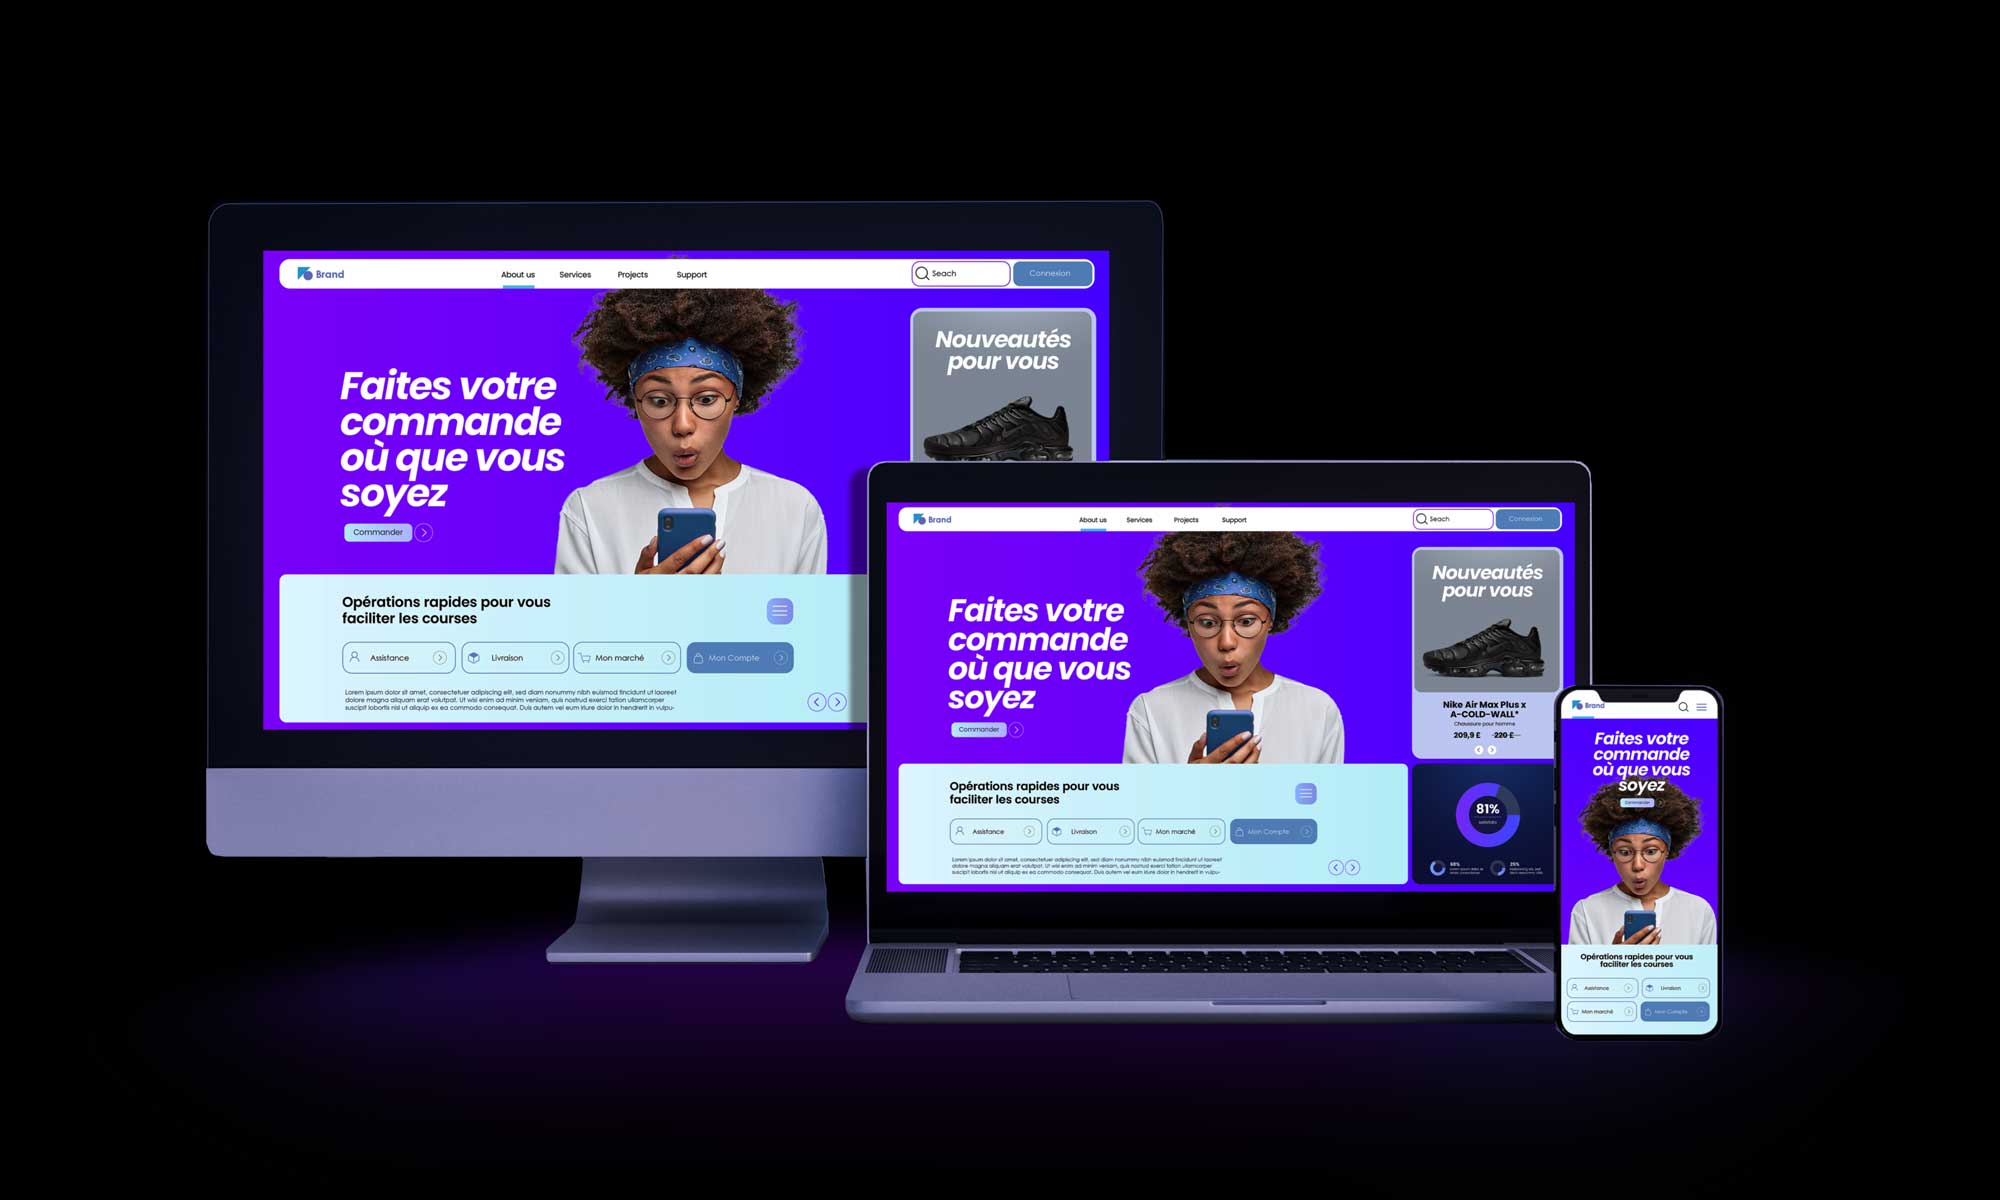 Brand
About us
Services
Projects
Support
Seach
Connexion
Faites votre
commande
où que vous
soyez
Commander
Nouveautés
pour vous
Opérations rapides pour vous
faciliter les courses
Assistance
Livraison
Mon marché
Mon Compte
Lorem ipsum dolor sit amet, consectetuer adipiscing elit, sed diam nonummy nibh euismod tincidunt ut laoreet
dolore magna aliquam erat volutpat. Ut wisi enim ad minim veniam, quis nostrud exerci tation ullamcorper
suscipit lobortis nisl ut aliquip ex ea commodo consequat. Duis autem vel eum iriure dolor in hendrerit in vulpu-
Brand
About us
Services
Projects
Support
Seach
Connexion
Faites votre
commande
où que vous
soyez
Commander
Nouveautés
pour vous
Nike Air Max Plus x
A-COLD-WALL*
Chaussure pour homme
209,9 £ 220 £
Opérations rapides pour vous
faciliter les courses
Assistance
Livraison
Mon marché
Mon Compte
Lorem ipsum dolor sit amet, consectetuer adipiscing elit, sed diam nonummy nibh euismod tincidunt ut laoreet
dolore magna aliquam erat volutpat. Ut wisi enim ad minim veniam, quis nostrud exerci tation ullamcorper
suscipit lobortis nisl ut aliquip ex ea commodo consequat. Duis autem vel eum iriure dolor in hendrerit in vulpu-
81%
68%
25%
Brand
Faites votre
commande
où que vous
soyez
Commander
Opérations rapides pour vous
faciliter les courses
Assistance
Livraison
Mon marché
Mon Compte